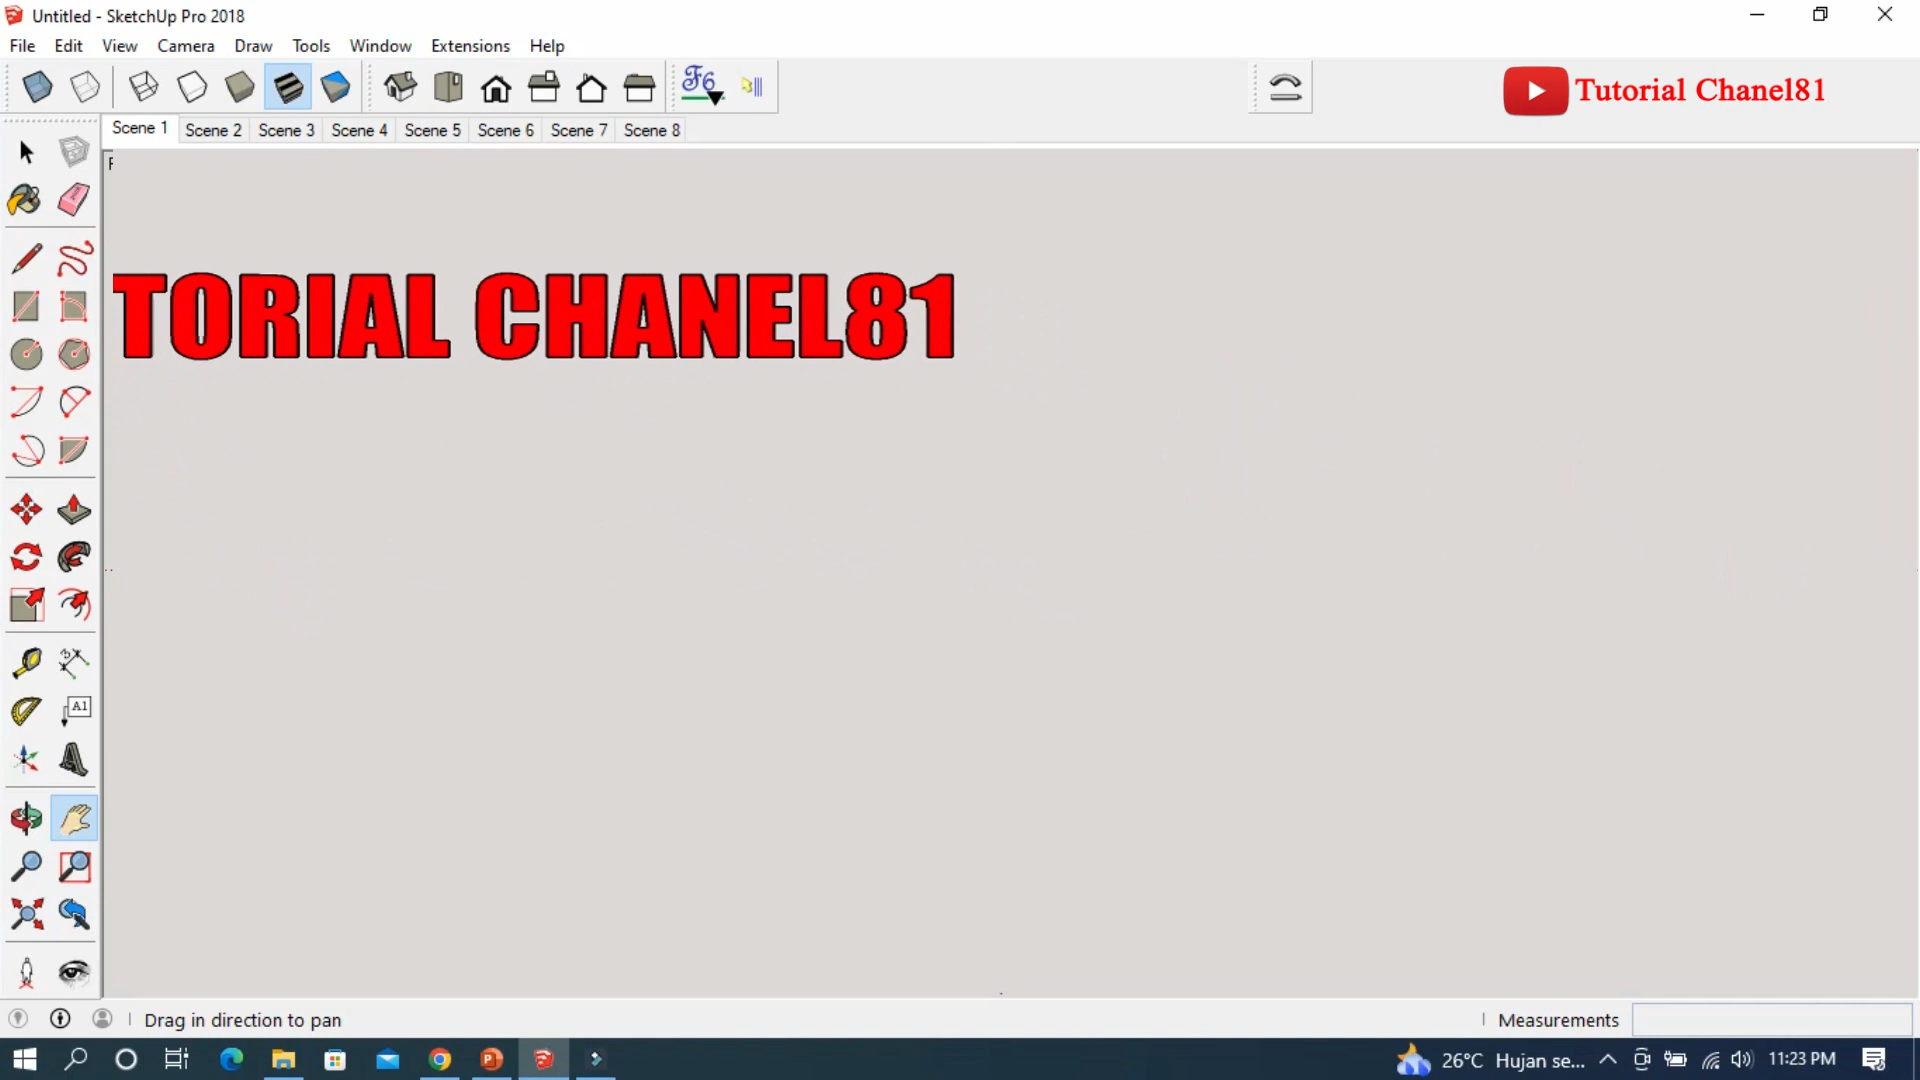 Untitled - SketchUp Pro 2018
File Edit View Camera Draw Tools Window Extensions Help
F6
Tutorial Chanel81
Scene 1 Scene 2 Scene 3 Scene 4 Scene 5 Scene 6 Scene 7 Scene 8
TORIAL CHANEL81
A1
Drag in direction to pan
Measurements
26°C Hujan se... 11:23 PM